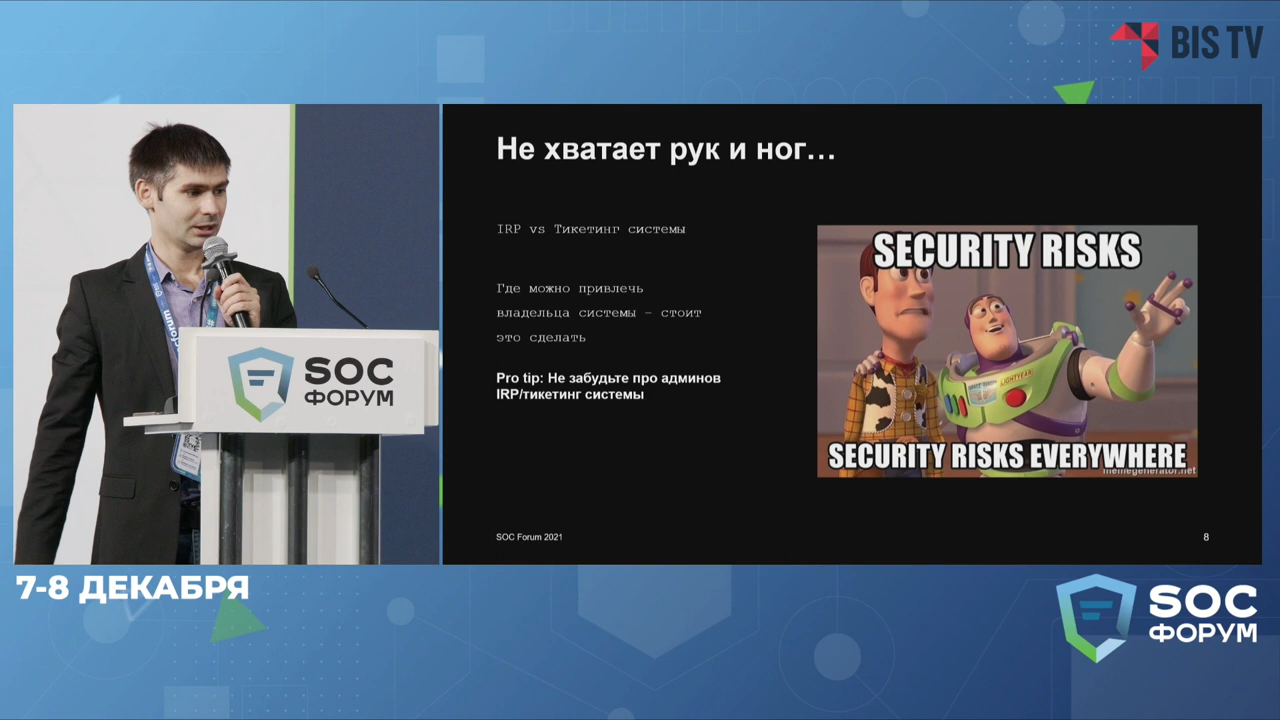 BIS TV
Не хватает рук и ног...
IRP vs Тикетинг системы
Где можно привлечь
владельца системы – стоит
это сделать
Pro tip: Не забудьте про админов
IRP/тикетинг системы
SECURITY RISKS
LIGHTYEAR
SECURITY RISKS EVERYWHERE
memegenerator.net
SOC Forum 2021
8
SOC
ФОРУМ
7-8 ДЕКАБРЯ
SOC
ФОРУМ